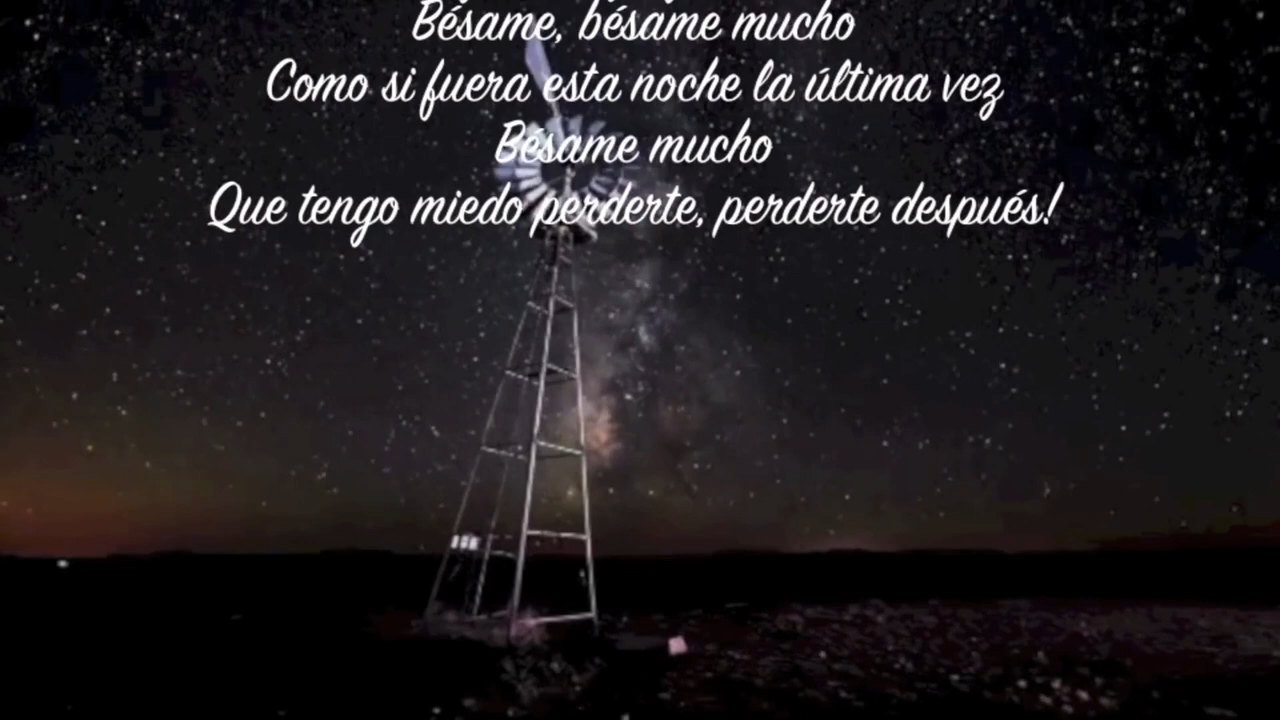 Bésame, bésame mucho
Como si fuera esta noche la última vez
Bésame mucho
Que tengo miedo perderte, perderte después!